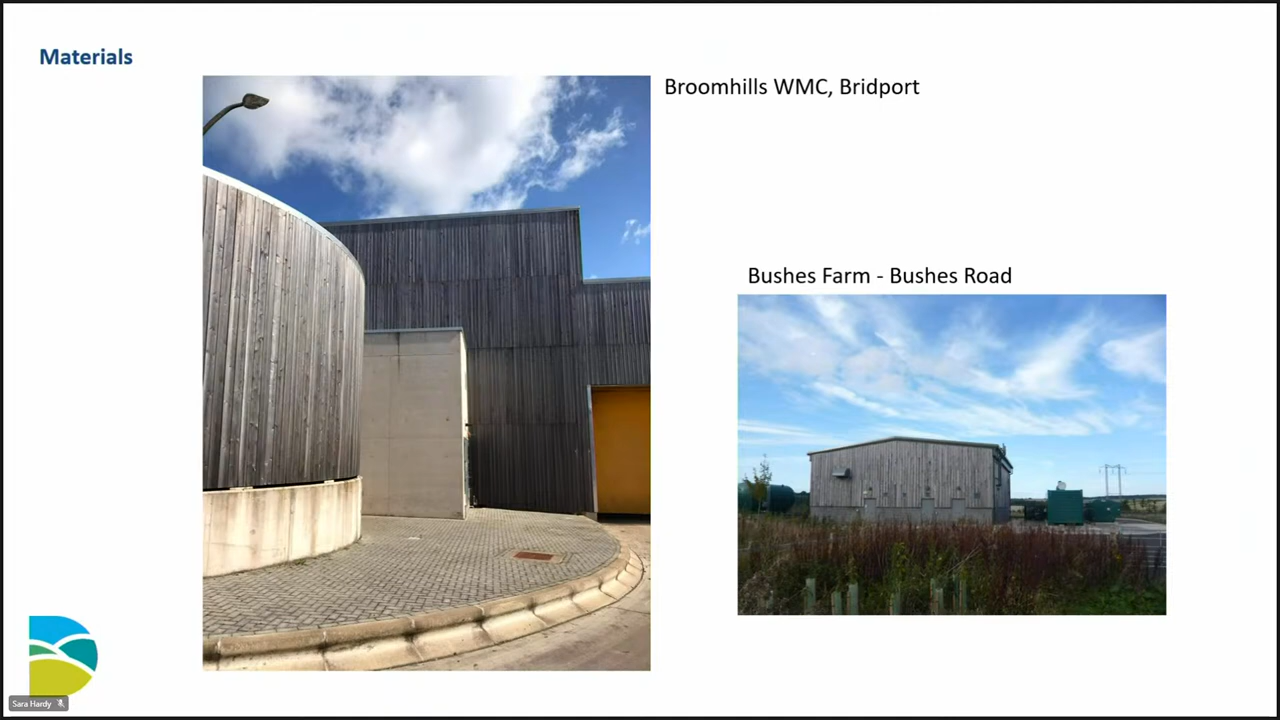 Materials
Broomhills WMC, Bridport
Bushes Farm - Bushes Road
Sara Hardy